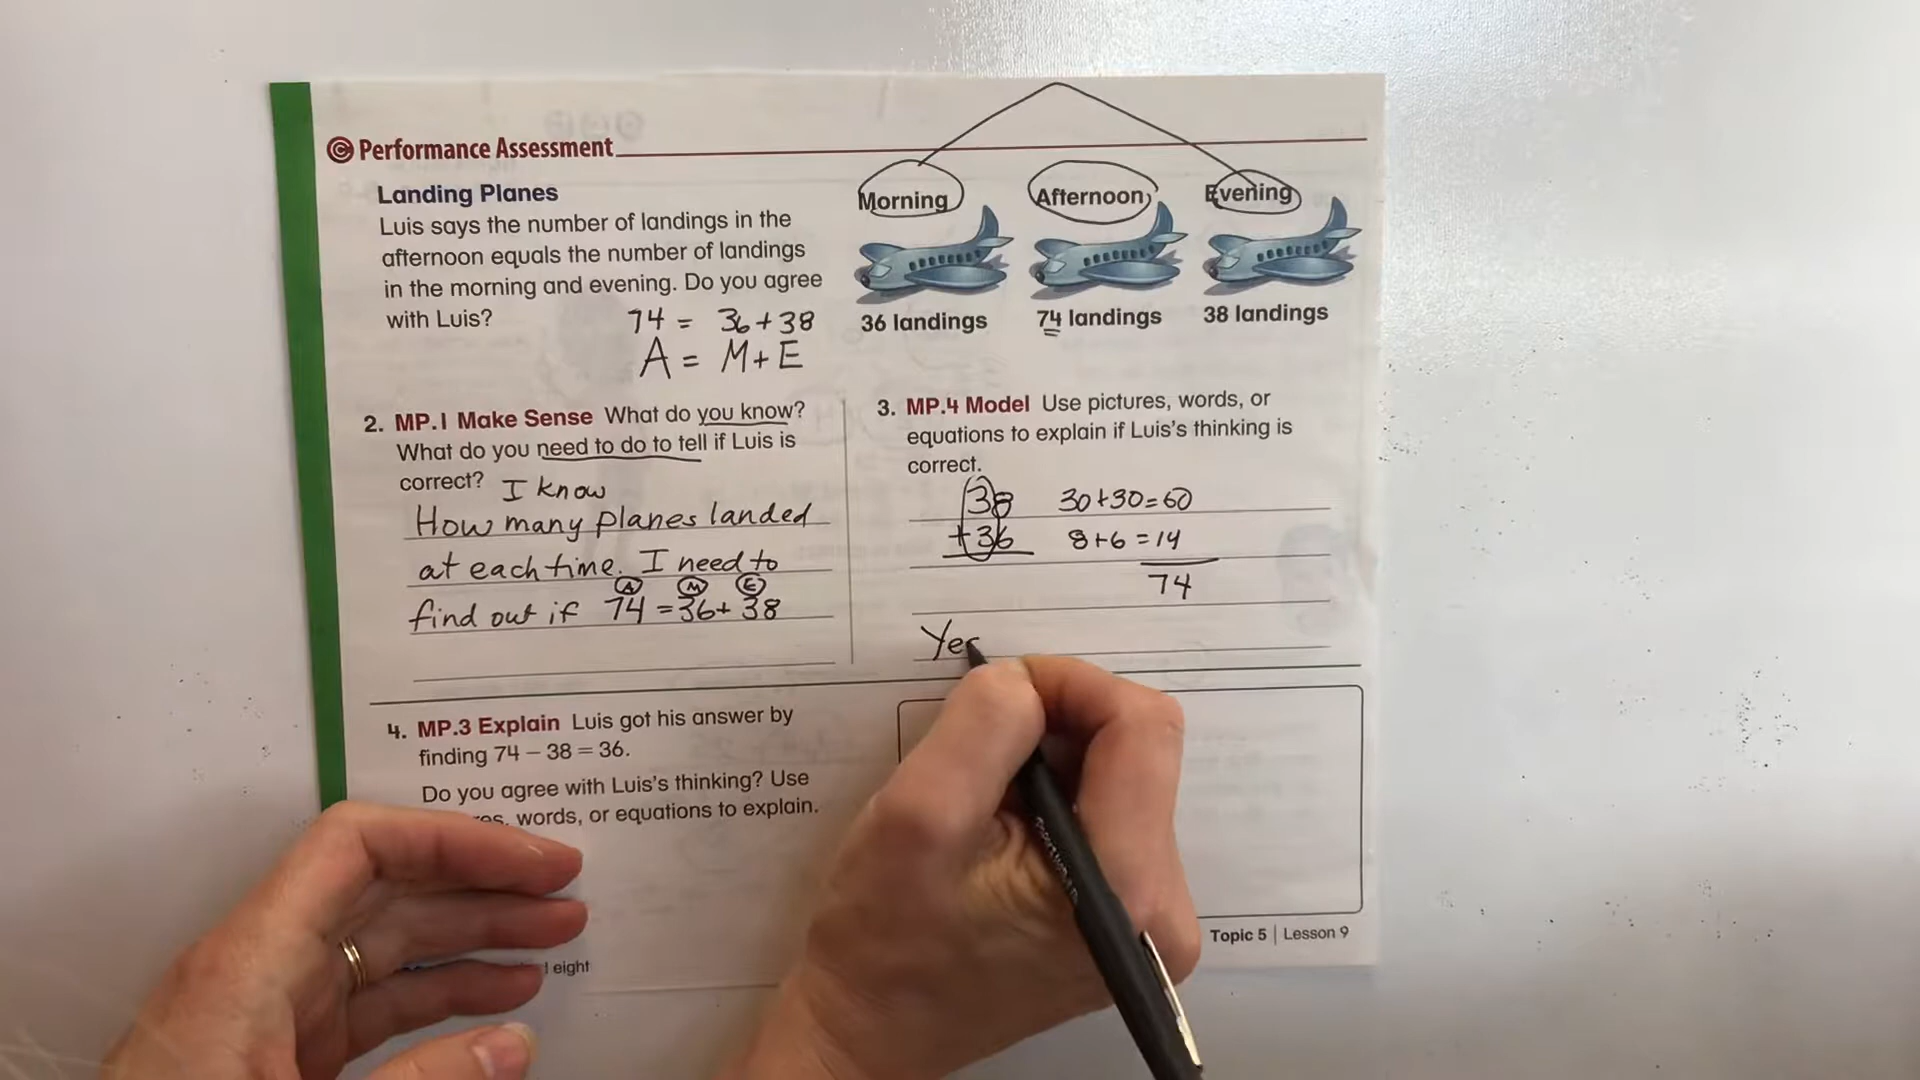 © Performance Assessment
Landing Planes
Luis says the number of landings in the
afternoon equals the number of landings
in the morning and evening. Do you agree
with Luis?
74 = 36+38
A = M+E
Morning
36 landings
Afternoon
74 landings
Evening
38 landings
2. MP.1 Make Sense What do you know?
What do you need to do to tell if Luis is
correct? I know
How many planes landed
at each time. I need to
A M E
find out if 74 = 36+ 38
3. MP.4 Model Use pictures, words, or
equations to explain if Luis's thinking is
correct.
38 30+30=60
+36 8+6 = 14
74
Yes
4. MP.3 Explain Luis got his answer by
finding 74 – 38 = 36.
Do you agree with Luis's thinking? Use
words, or equations to explain.
eight
Topic 5 | Lesson 9